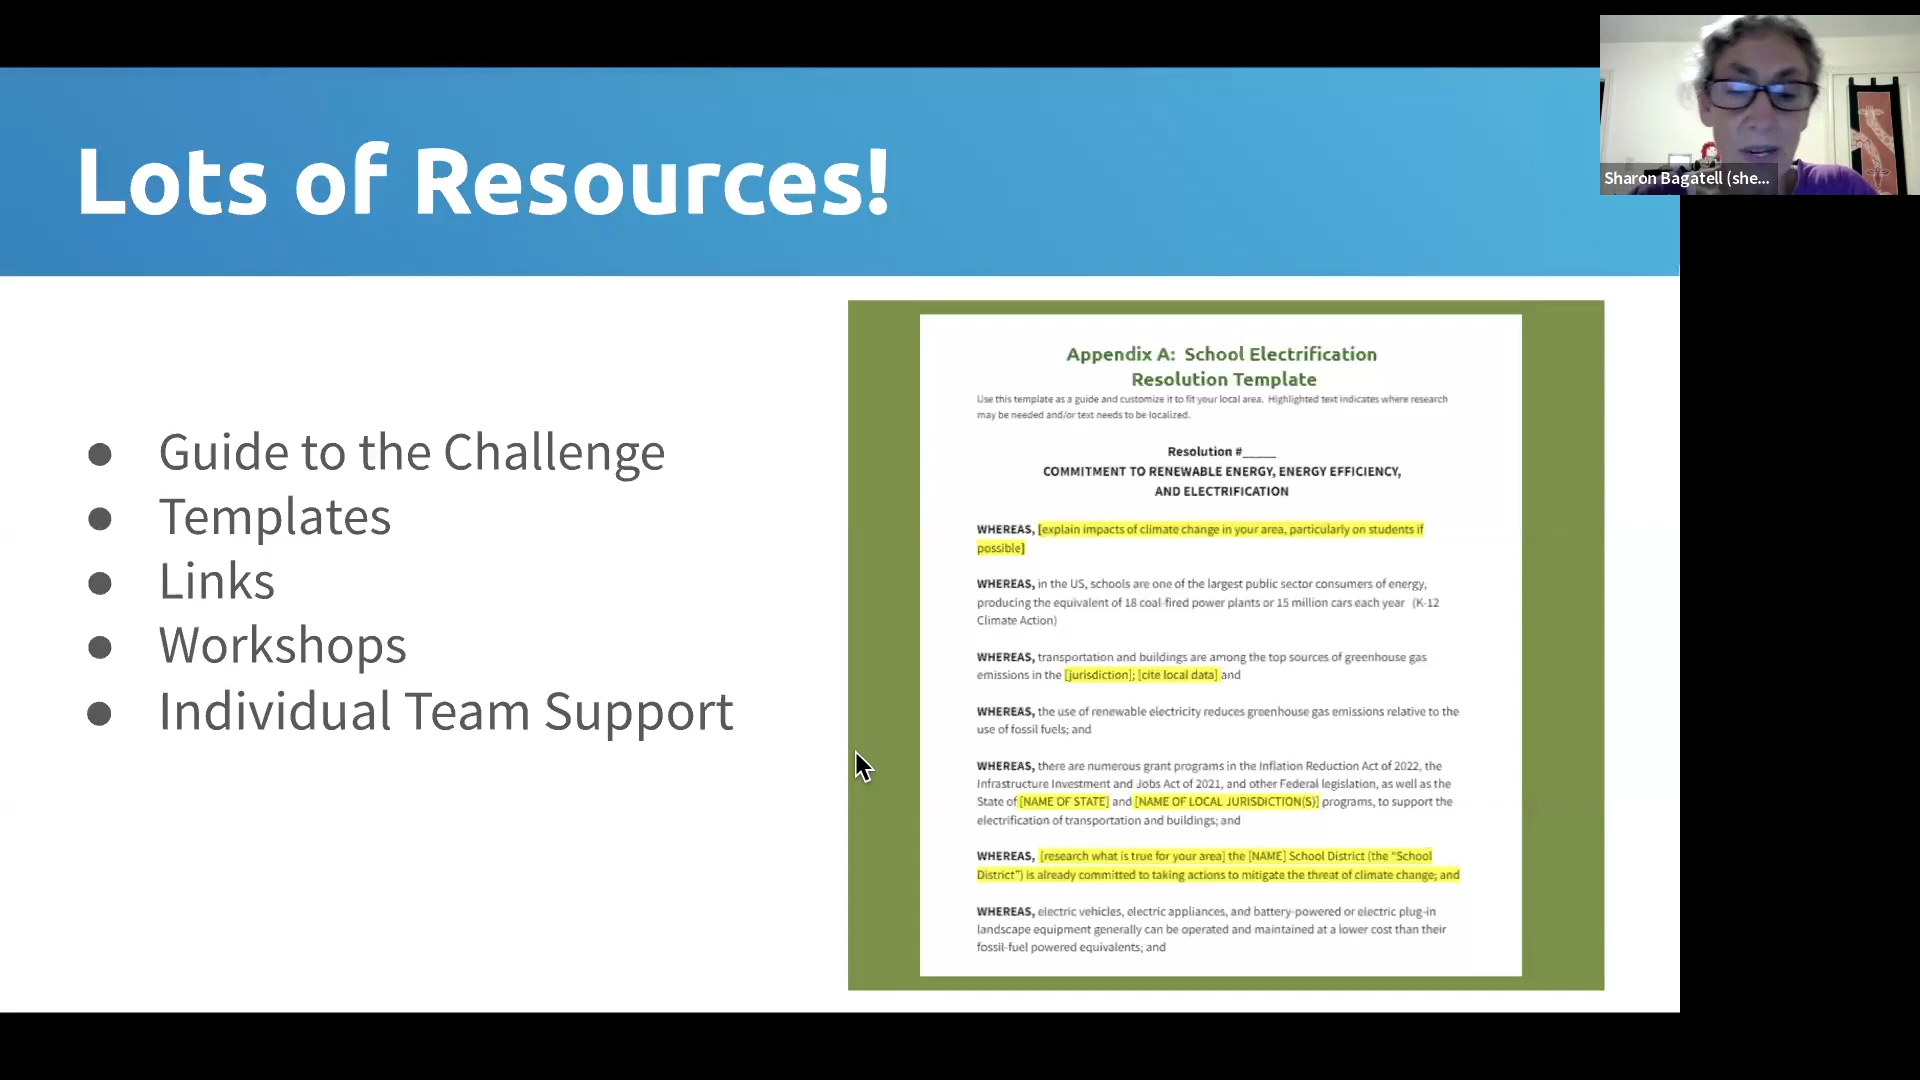 Lots of Resources!
Sharon Bagatell (she...
● Guide to the Challenge
● Templates
● Links
● Workshops
● Individual Team Support
Appendix A: School Electrification
Resolution Template
Use this template as a guide and customize it to fit your local area. Highlighted text indicates where research
may be needed and/or text needs to be localized.
Resolution #_____
COMMITMENT TO RENEWABLE ENERGY, ENERGY EFFICIENCY,
AND ELECTRIFICATION
WHEREAS, [explain impacts of climate change in your area, particularly on students if
possible]
WHEREAS, in the US, schools are one of the largest public sector consumers of energy,
producing the equivalent of 18 coal-fired power plants or 15 million cars each year (K-12
Climate Action)
WHEREAS, transportation and buildings are among the top sources of greenhouse gas
emissions in the [jurisdiction]; [cite local data] and
WHEREAS, the use of renewable electricity reduces greenhouse gas emissions relative to the
use of fossil fuels; and
WHEREAS, there are numerous grant programs in the Inflation Reduction Act of 2022, the
Infrastructure Investment and Jobs Act of 2021, and other Federal legislation, as well as the
State of [NAME OF STATE] and [NAME OF LOCAL JURISDICTION(S)] programs, to support the
electrification of transportation and buildings; and
WHEREAS, [research what is true for your area] the [NAME] School District (the "School
District") is already committed to taking actions to mitigate the threat of climate change; and
WHEREAS, electric vehicles, electric appliances, and battery-powered or electric plug-in
landscape equipment generally can be operated and maintained at a lower cost than their
fossil-fuel powered equivalents; and